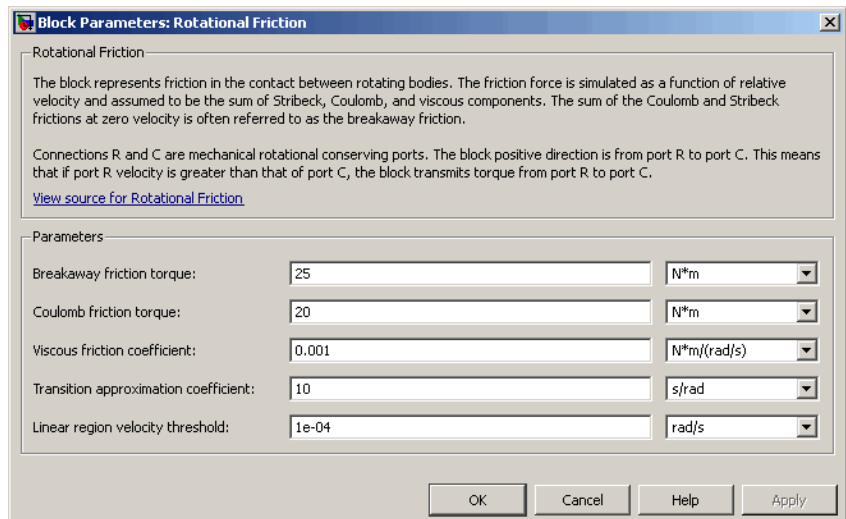 Block Parameters: Rotational Friction
Rotational Friction
The block represents friction in the contact between rotating bodies. The friction force is simulated as a function of relative
velocity and assumed to be the sum of Stribeck, Coulomb, and viscous components. The sum of the Coulomb and Stribeck
frictions at zero velocity is often referred to as the breakaway friction.
Connections R and C are mechanical rotational conserving ports. The block positive direction is from port R to port C. This means
that if port R velocity is greater than that of port C, the block transmits torque from port R to port C.
View source for Rotational Friction
Parameters
Breakaway friction torque: 25 N*m
Coulomb friction torque: 20 N*m
Viscous friction coefficient: 0.001 N*m/(rad/s)
Transition approximation coefficient: 10 s/rad
Linear region velocity threshold: 1e-04 rad/s
OK Cancel Help Apply